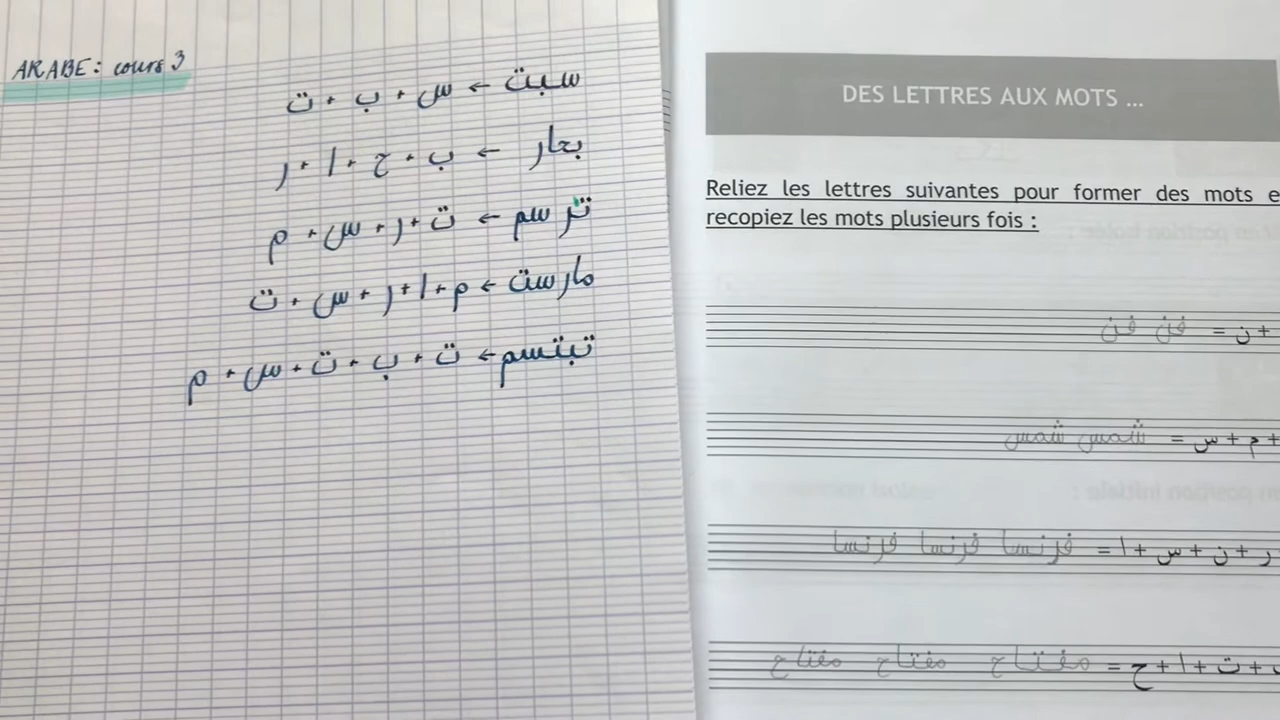 ARABE: cours 3
سبت ← س + ب + ت
بحار ← ب + ح + ا + ر
ترسم ← ت + ر + س + م
مارست ← م + ا + ر + س + ت
تبتسم ← ت + ب + ت + س + م
DES LETTRES AUX MOTS ...
Reliez les lettres suivantes pour former des mots e
recopiez les mots plusieurs fois :
+ ن = فن فن
+ م + س = شمس شمس
ر + ن + س + ا = فرنسا فرنسا فرنسا
+ ت + ا + ح = مفتاح مفتاح مفتاح